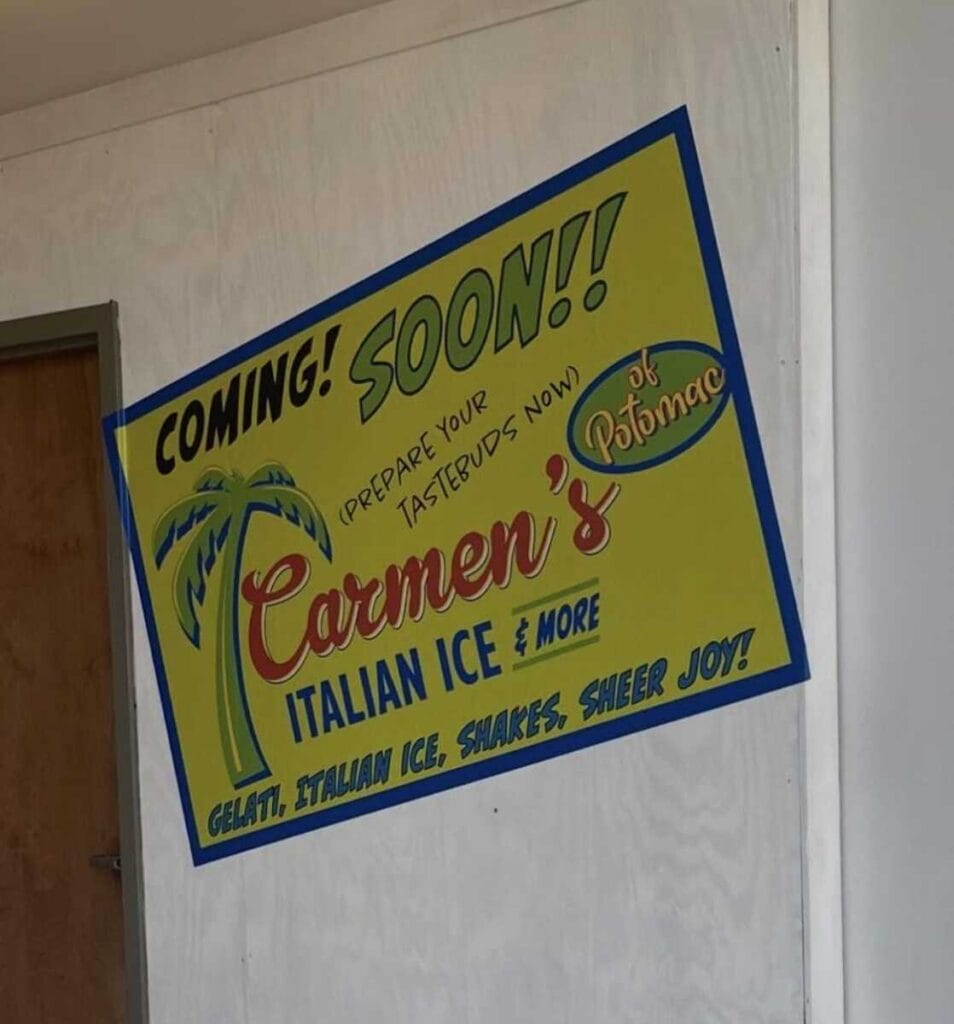 COMING! SOON!!
(PREPARE YOUR
TASTEBUDS NOW)
of
Potomac
Carmen's
ITALIAN ICE & MORE
GELATI, ITALIAN ICE, SHAKES, SHEER JOY!